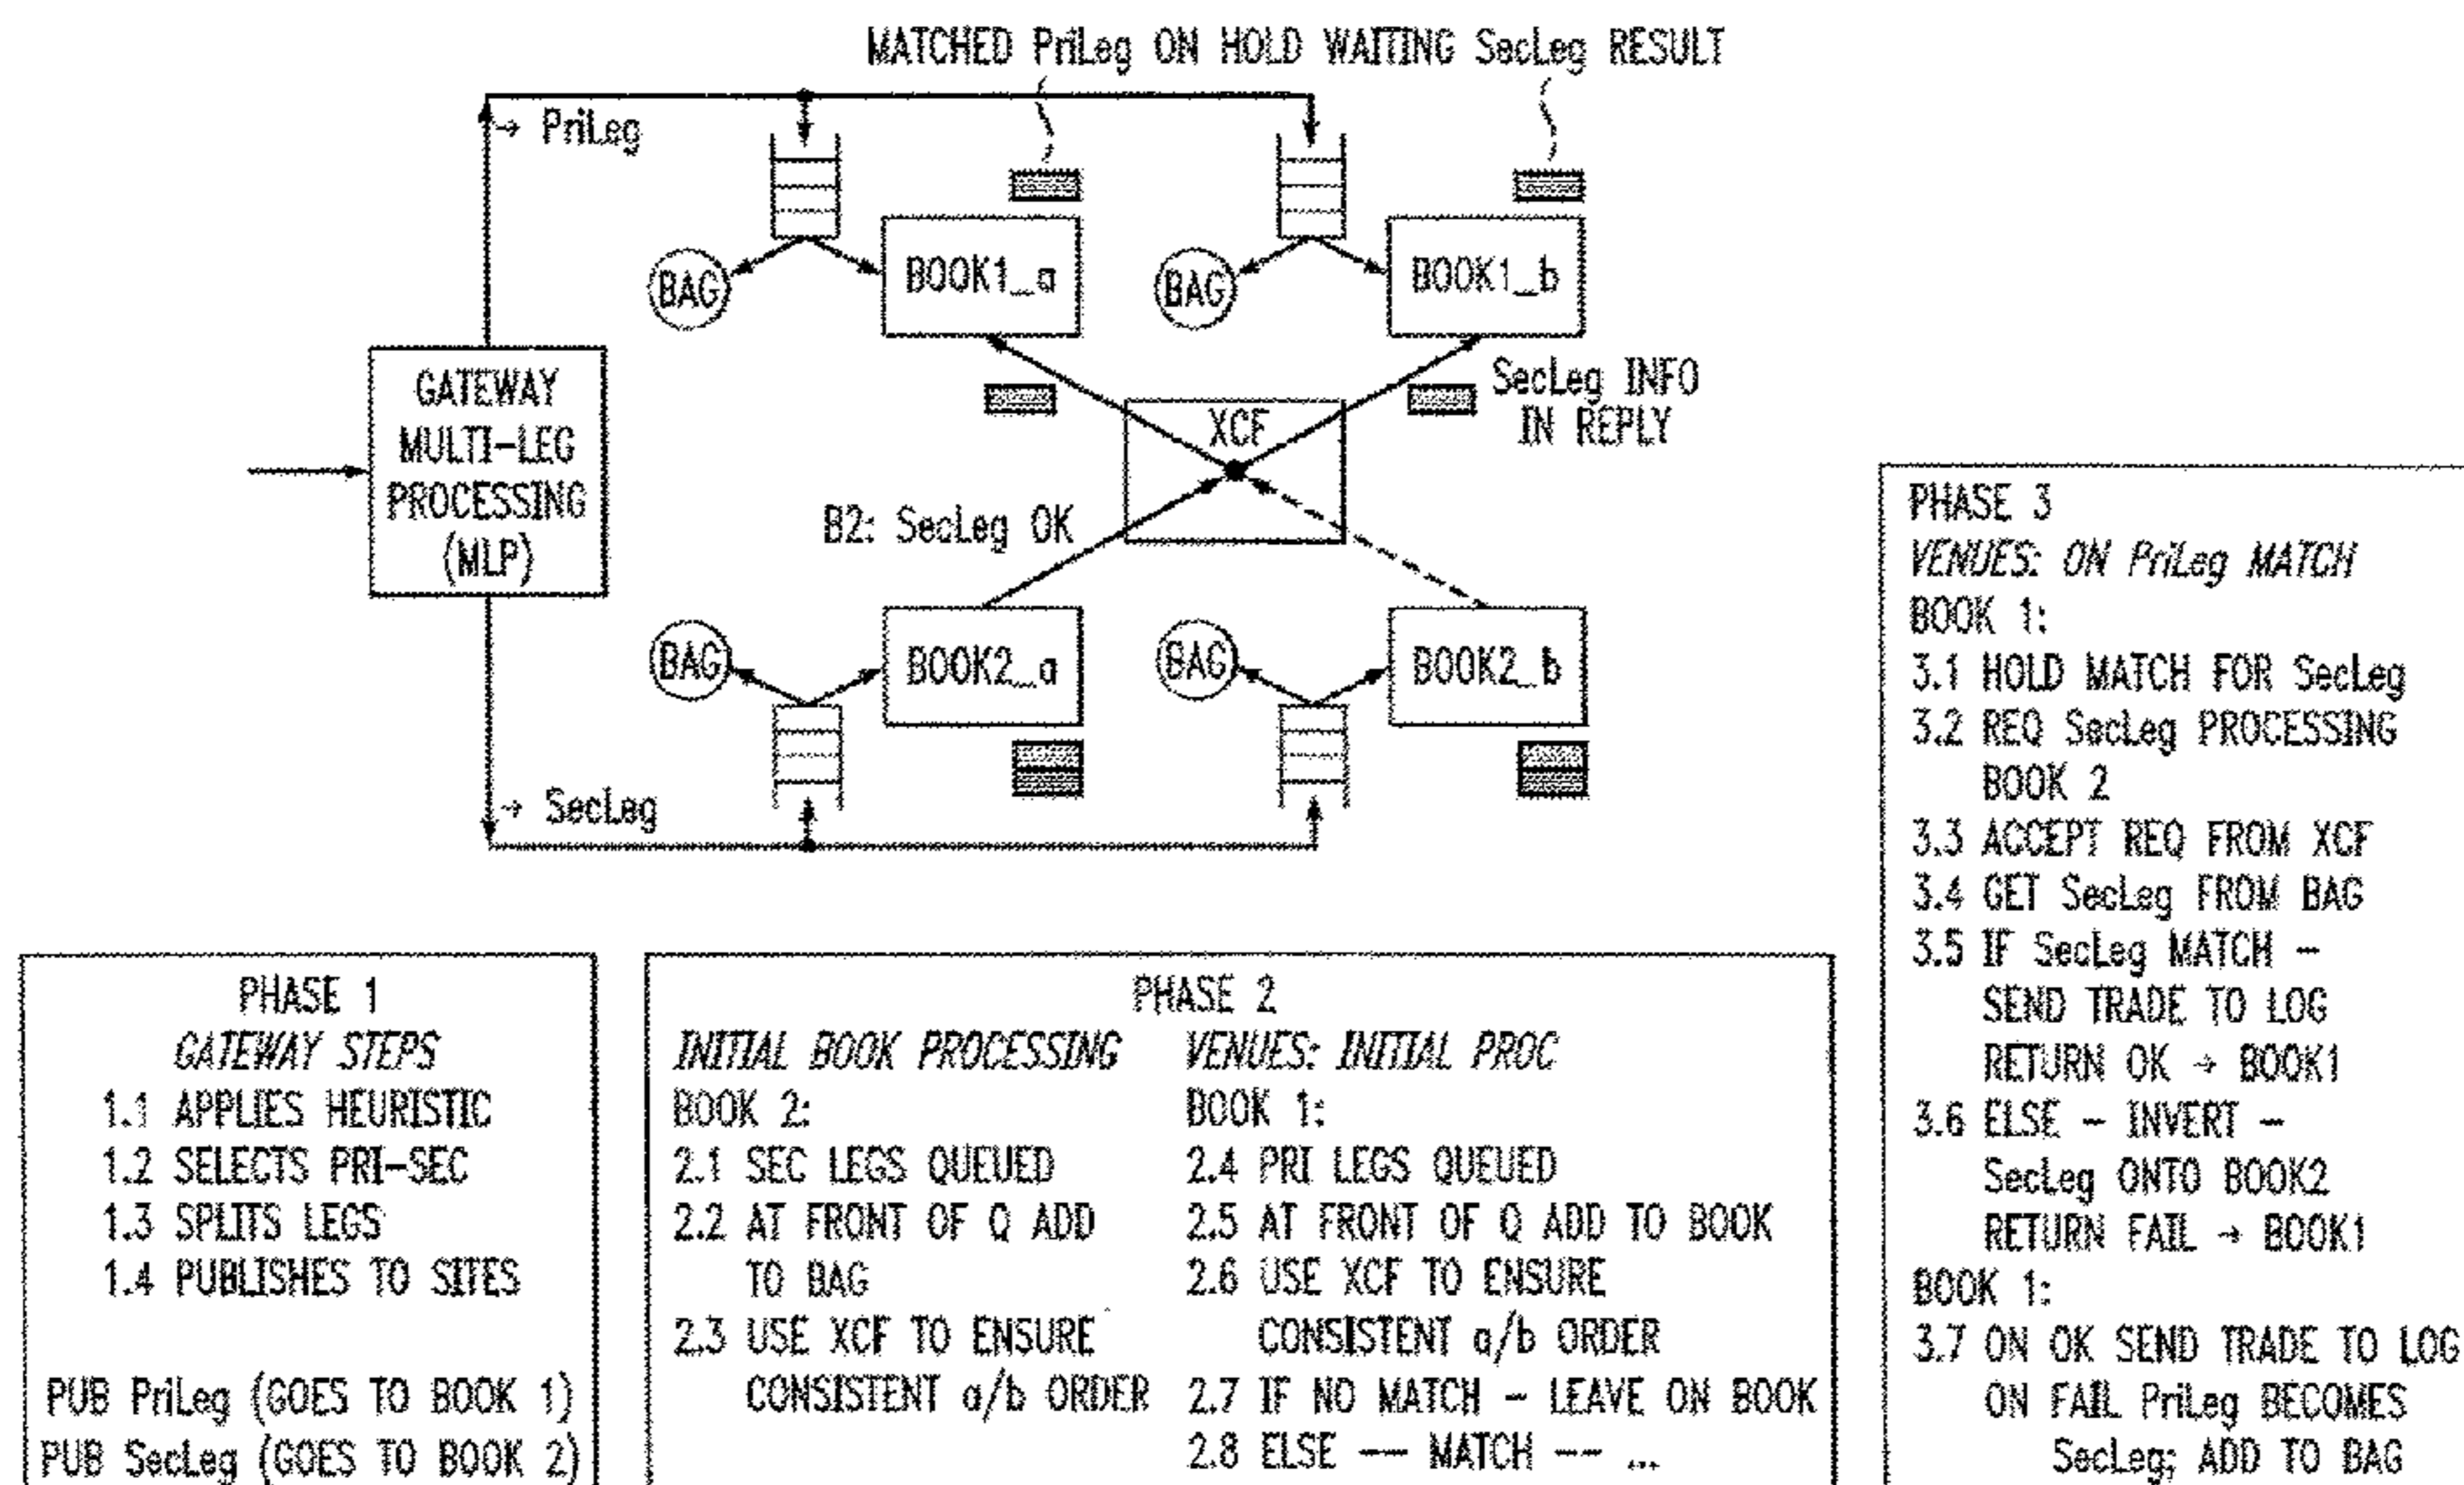 MATCHED PriLeg ON HOLD WAITING SecLeg RESULT
→ PriLeg
BAG
BOOK1_a
BAG
BOOK1_b
GATEWAY
MULTI-LEG
PROCESSING
(MLP)
SecLeg INFO
IN REPLY
XCF
B2: SecLeg OK
BAG
BOOK2_a
BAG
BOOK2_b
→ SecLeg
PHASE 1
GATEWAY STEPS
1.1 APPLIES HEURISTIC
1.2 SELECTS PRI-SEC
1.3 SPLITS LEGS
1.4 PUBLISHES TO SITES
PUB PriLeg (GOES TO BOOK 1)
PUB SecLeg (GOES TO BOOK 2)
PHASE 2
INITIAL BOOK PROCESSING
BOOK 2:
2.1 SEC LEGS QUEUED
2.2 AT FRONT OF Q ADD
TO BAG
2.3 USE XCF TO ENSURE
CONSISTENT a/b ORDER
VENUES: INITIAL PROC
BOOK 1:
2.4 PRI LEGS QUEUED
2.5 AT FRONT OF Q ADD TO BOOK
2.6 USE XCF TO ENSURE
CONSISTENT a/b ORDER
2.7 IF NO MATCH - LEAVE ON BOOK
2.8 ELSE -- MATCH -- ...
PHASE 3
VENUES: ON PriLeg MATCH
BOOK 1:
3.1 HOLD MATCH FOR SecLeg
3.2 REQ SecLeg PROCESSING
BOOK 2
3.3 ACCEPT REQ FROM XCF
3.4 GET SecLeg FROM BAG
3.5 IF SecLeg MATCH -
SEND TRADE TO LOG
RETURN OK → BOOK1
3.6 ELSE - INVERT -
SecLeg ONTO BOOK2
RETURN FAIL → BOOK1
BOOK 1:
3.7 ON OK SEND TRADE TO LOG
ON FAIL PriLeg BECOMES
SecLeg; ADD TO BAG